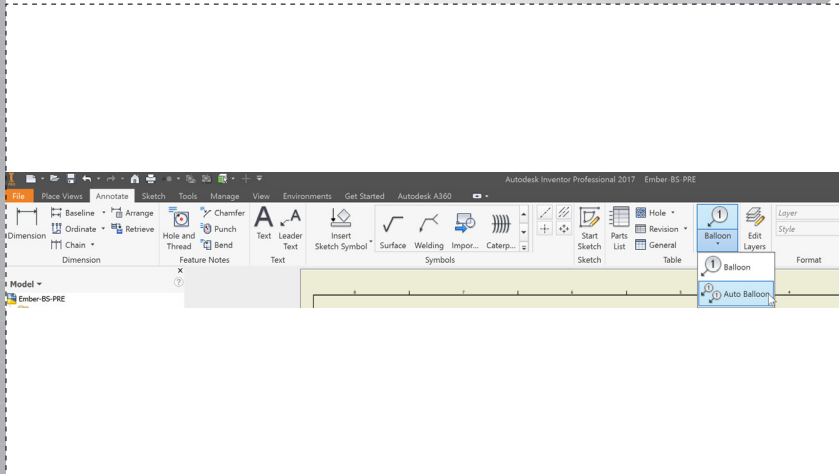 Autodesk Inventor Professional 2017 Ember-BS-PRE
File Place Views Annotate Sketch Tools Manage View Environments Get Started Autodesk A360
Dimension
Baseline
Ordinate
Chain
Arrange
Retrieve
Dimension
Hole and
Thread
Chamfer
Punch
Bend
Feature Notes
Text
Leader
Text
Text
Insert
Sketch Symbol
Surface
Welding
Impor...
Caterp...
Symbols
Start
Sketch
Sketch
Parts
List
Hole
Revision
General
Table
Balloon
Edit
Layers
Layer
Style
Format
1 Balloon
Auto Balloon
Model
Ember-BS-PRE